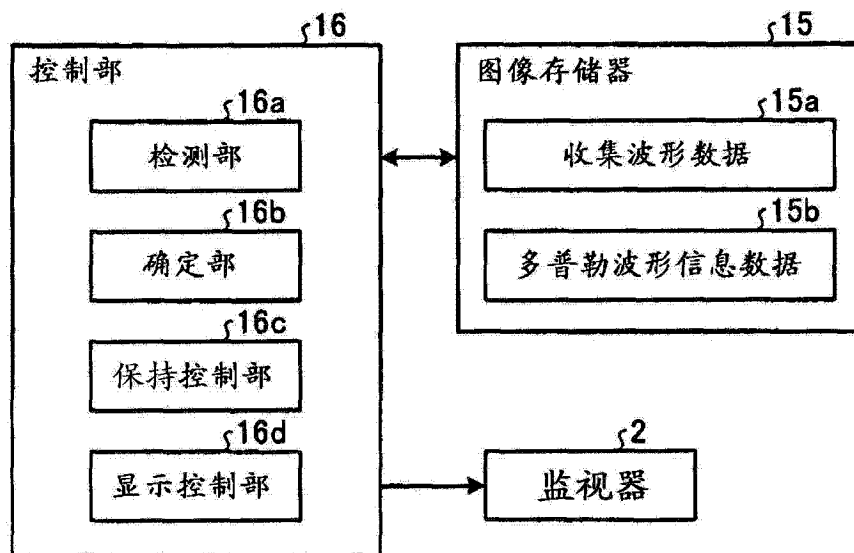 16
控制部
16a
检测部
16b
确定部
16c
保持控制部
16d
显示控制部
15
图像存储器
15a
收集波形数据
15b
多普勒波形信息数据
2
监视器